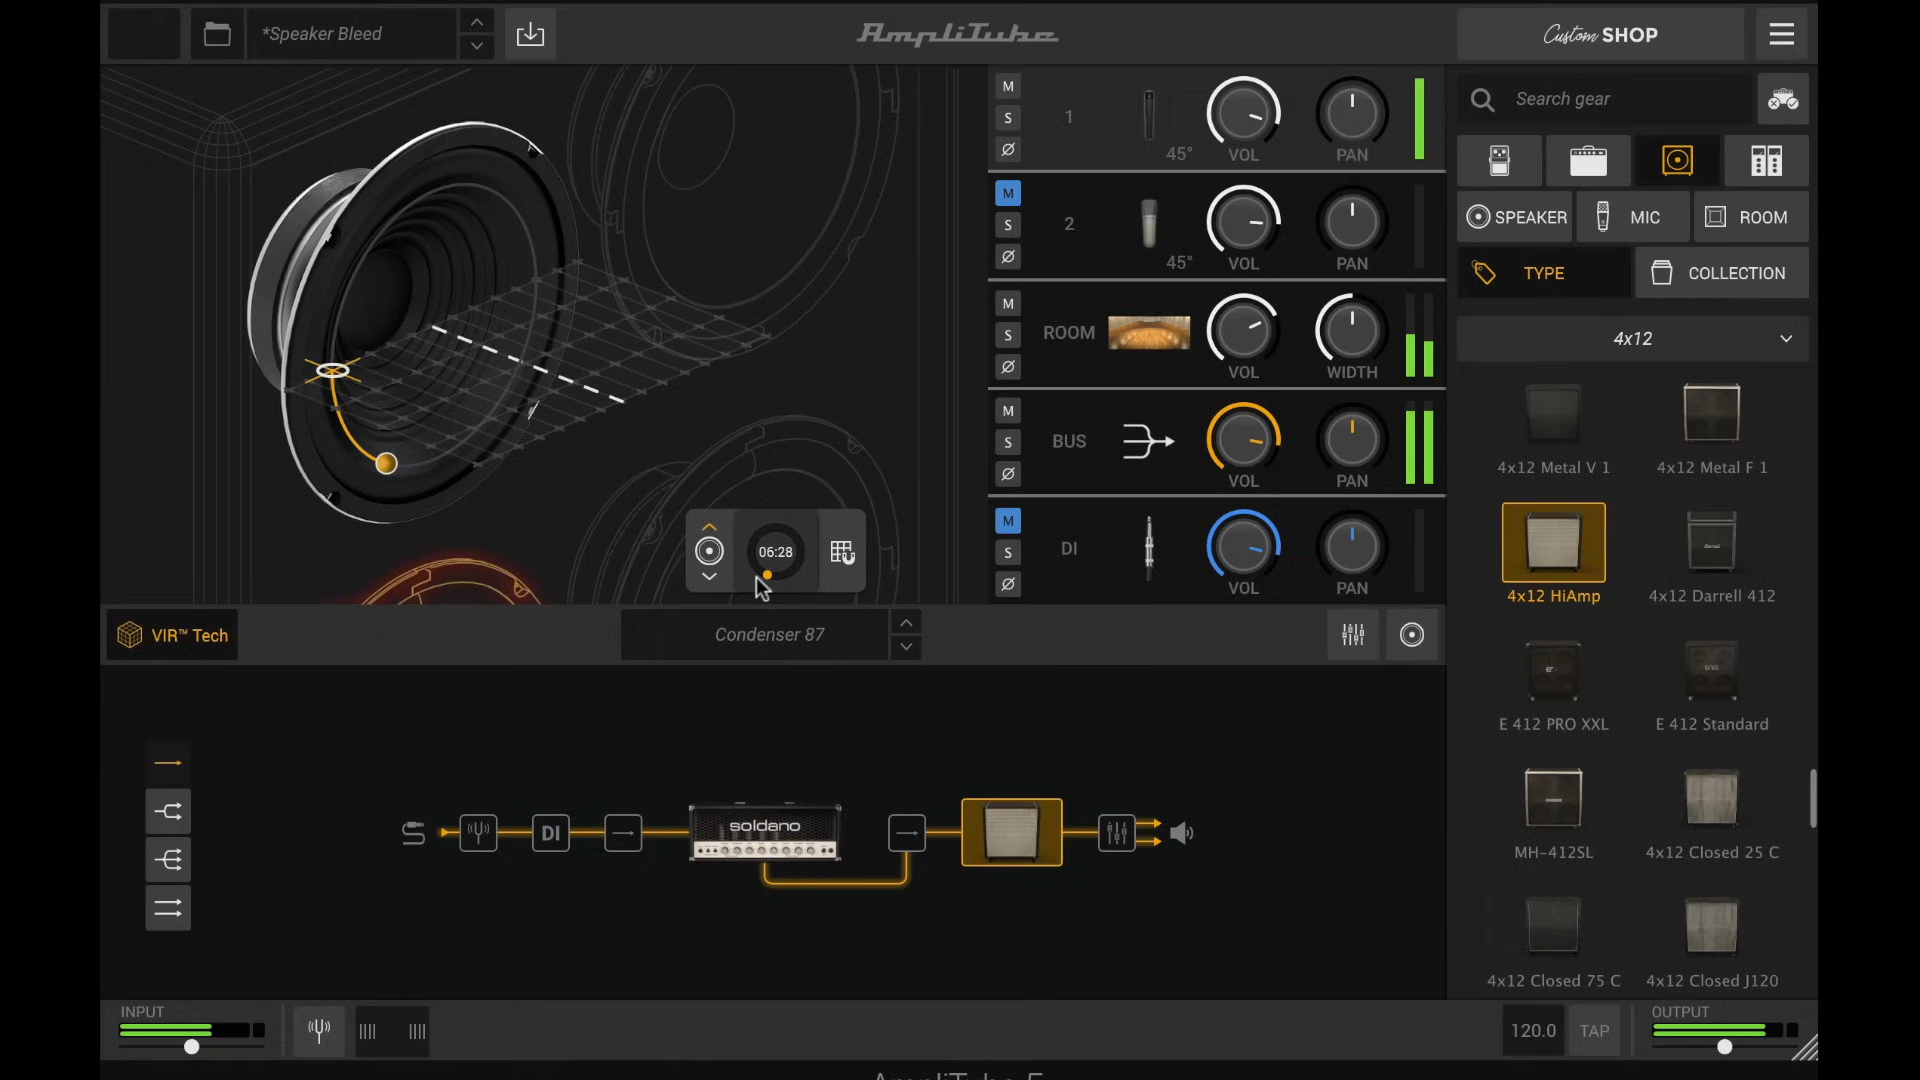 *Speaker Bleed
AmpliTube
Custom SHOP
M
S
Ø
1
45°
VOL
PAN
M
S
Ø
2
45°
VOL
PAN
M
S
Ø
ROOM
VOL
WIDTH
M
S
Ø
BUS
VOL
PAN
M
S
Ø
DI
VOL
PAN
06:28
Search gear
SPEAKER
MIC
ROOM
TYPE
COLLECTION
4x12
4x12 Metal V 1
4x12 Metal F 1
4x12 HiAmp
4x12 Darrell 412
E 412 PRO XXL
E 412 Standard
MH-412SL
4x12 Closed 25 C
4x12 Closed 75 C
4x12 Closed J120
VIR™ Tech
Condenser 87
DI
soldano
INPUT
120.0
TAP
OUTPUT
AmpliTube 5